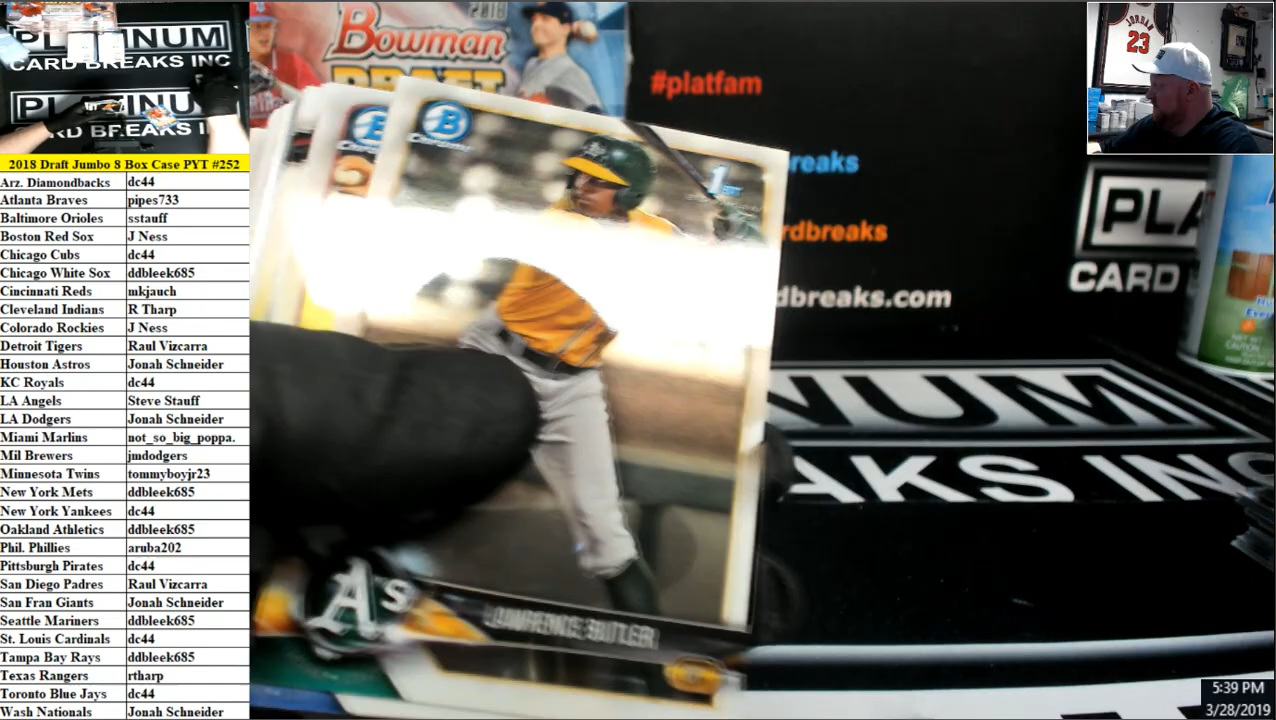 PLATINUM
CARD BREAKS INC
PLATINU
RD BREAKS I
2018 Draft Jumbo 8 Box Case PYT #252
Arz. Diamondbacks dc44
Atlanta Braves pipes733
Baltimore Orioles sstauff
Boston Red Sox J Ness
Chicago Cubs dc44
Chicago White Sox ddbleek685
Cincinnati Reds mkjauch
Cleveland Indians R Tharp
Colorado Rockies J Ness
Detroit Tigers Raul Vizcarra
Houston Astros Jonah Schneider
KC Royals dc44
LA Angels Steve Stauff
LA Dodgers Jonah Schneider
Miami Marlins not_so_big_poppa.
Mil Brewers jmdodgers
Minnesota Twins tommyboyjr23
New York Mets ddbleek685
New York Yankees dc44
Oakland Athletics ddbleek685
Phil. Phillies aruba202
Pittsburgh Pirates dc44
San Diego Padres Raul Vizcarra
San Fran Giants Jonah Schneider
Seattle Mariners ddbleek685
St. Louis Cardinals dc44
Tampa Bay Rays ddbleek685
Texas Rangers rtharp
Toronto Blue Jays dc44
Wash Nationals Jonah Schneider
2018
Bowman
DRAFT
B
Chrome
1st
A's
LAWRENCE BUTLER
#platfam
breaks
rdbreaks
dbreaks.com
JORDAN
23
PLA
CARD
NUM
AKS INC
5:39 PM
3/28/2019